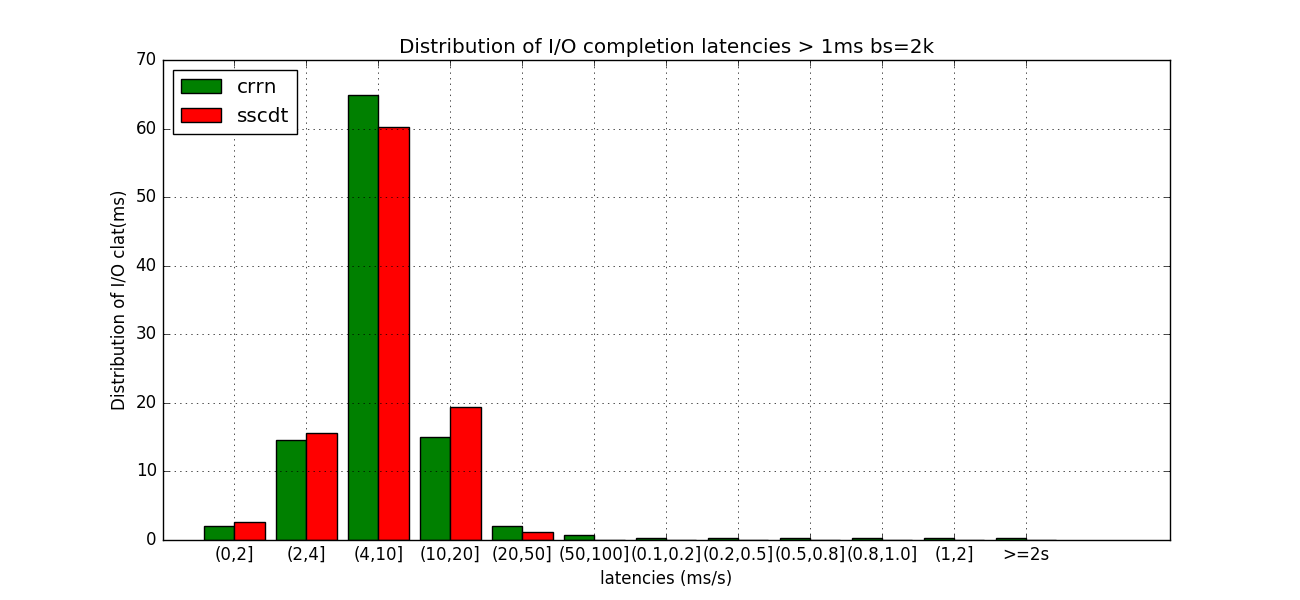 Distribution of I/O completion latencies > 1ms bs=2k
crrn
sscdt
Distribution of I/O clat(ms)
70
60
50
40
30
20
10
0
(0,2] (2,4] (4,10] (10,20] (20,50] (50,100] (0.1,0.2] (0.2,0.5] (0.5,0.8] (0.8,1.0] (1,2] >=2s
latencies (ms/s)